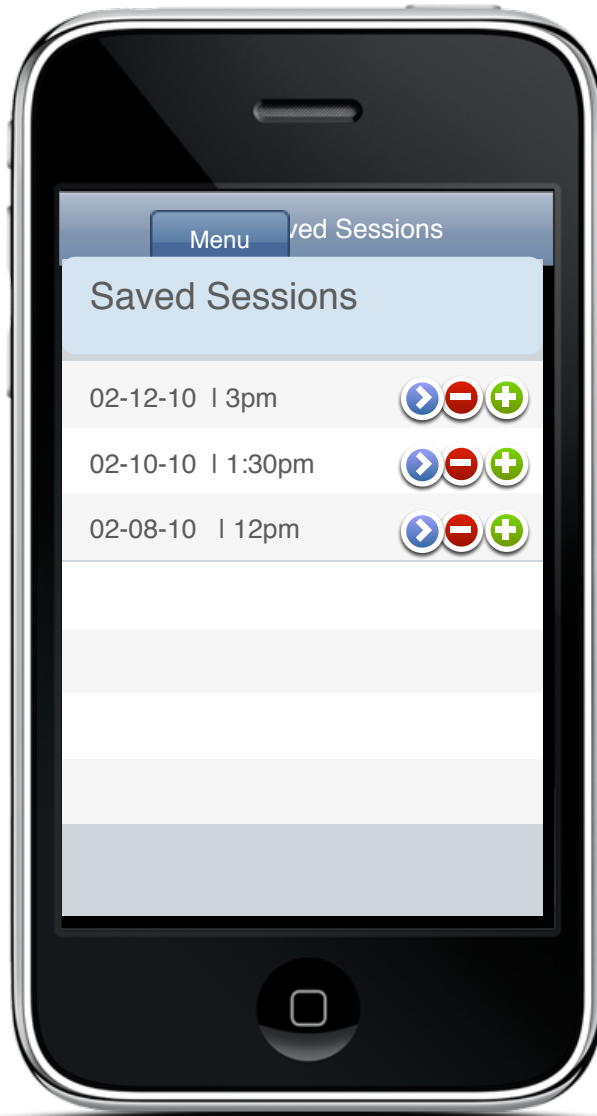 Menu ved Sessions
Saved Sessions
02-12-10 | 3pm
02-10-10 | 1:30pm
02-08-10 | 12pm